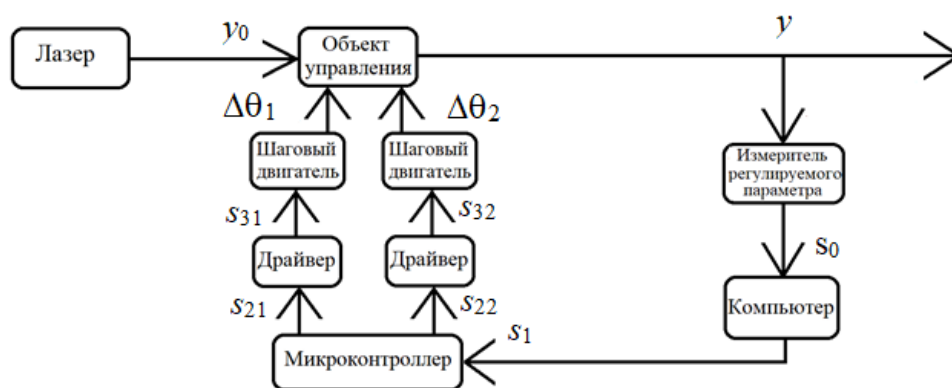 Лазер
y0
Объект
управления
y
Δθ1
Δθ2
Шаговый
двигатель
Шаговый
двигатель
Измеритель
регулируемого
параметра
s31
s32
s0
Драйвер
Драйвер
s21
s22
Компьютер
Микроконтроллер
s1